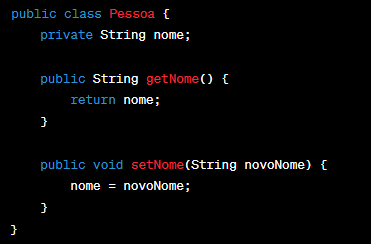 public class Pessoa {
    private String nome;

    public String getNome() {
        return nome;
    }

    public void setNome(String novoNome) {
        nome = novoNome;
    }
}